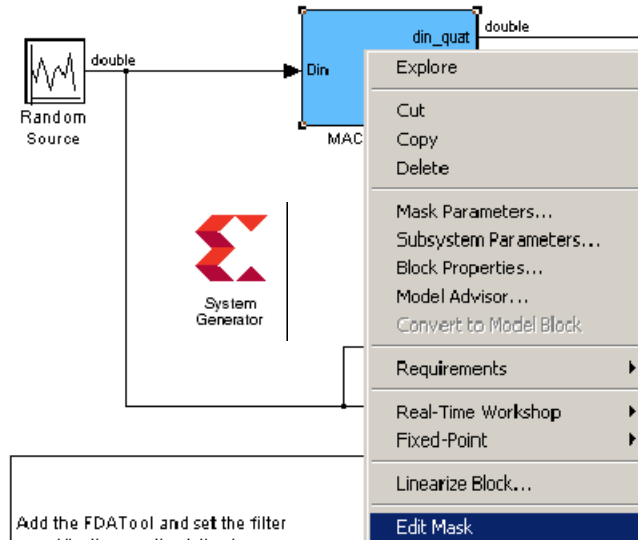 din_quat
double
double
Din
Random
Source
MAC
System
Generator
Explore
Cut
Copy
Delete
Mask Parameters...
Subsystem Parameters...
Block Properties...
Model Advisor...
Convert to Model Block
Requirements
Real-Time Workshop
Fixed-Point
Linearize Block...
Edit Mask
Add the FDATool and set the filter